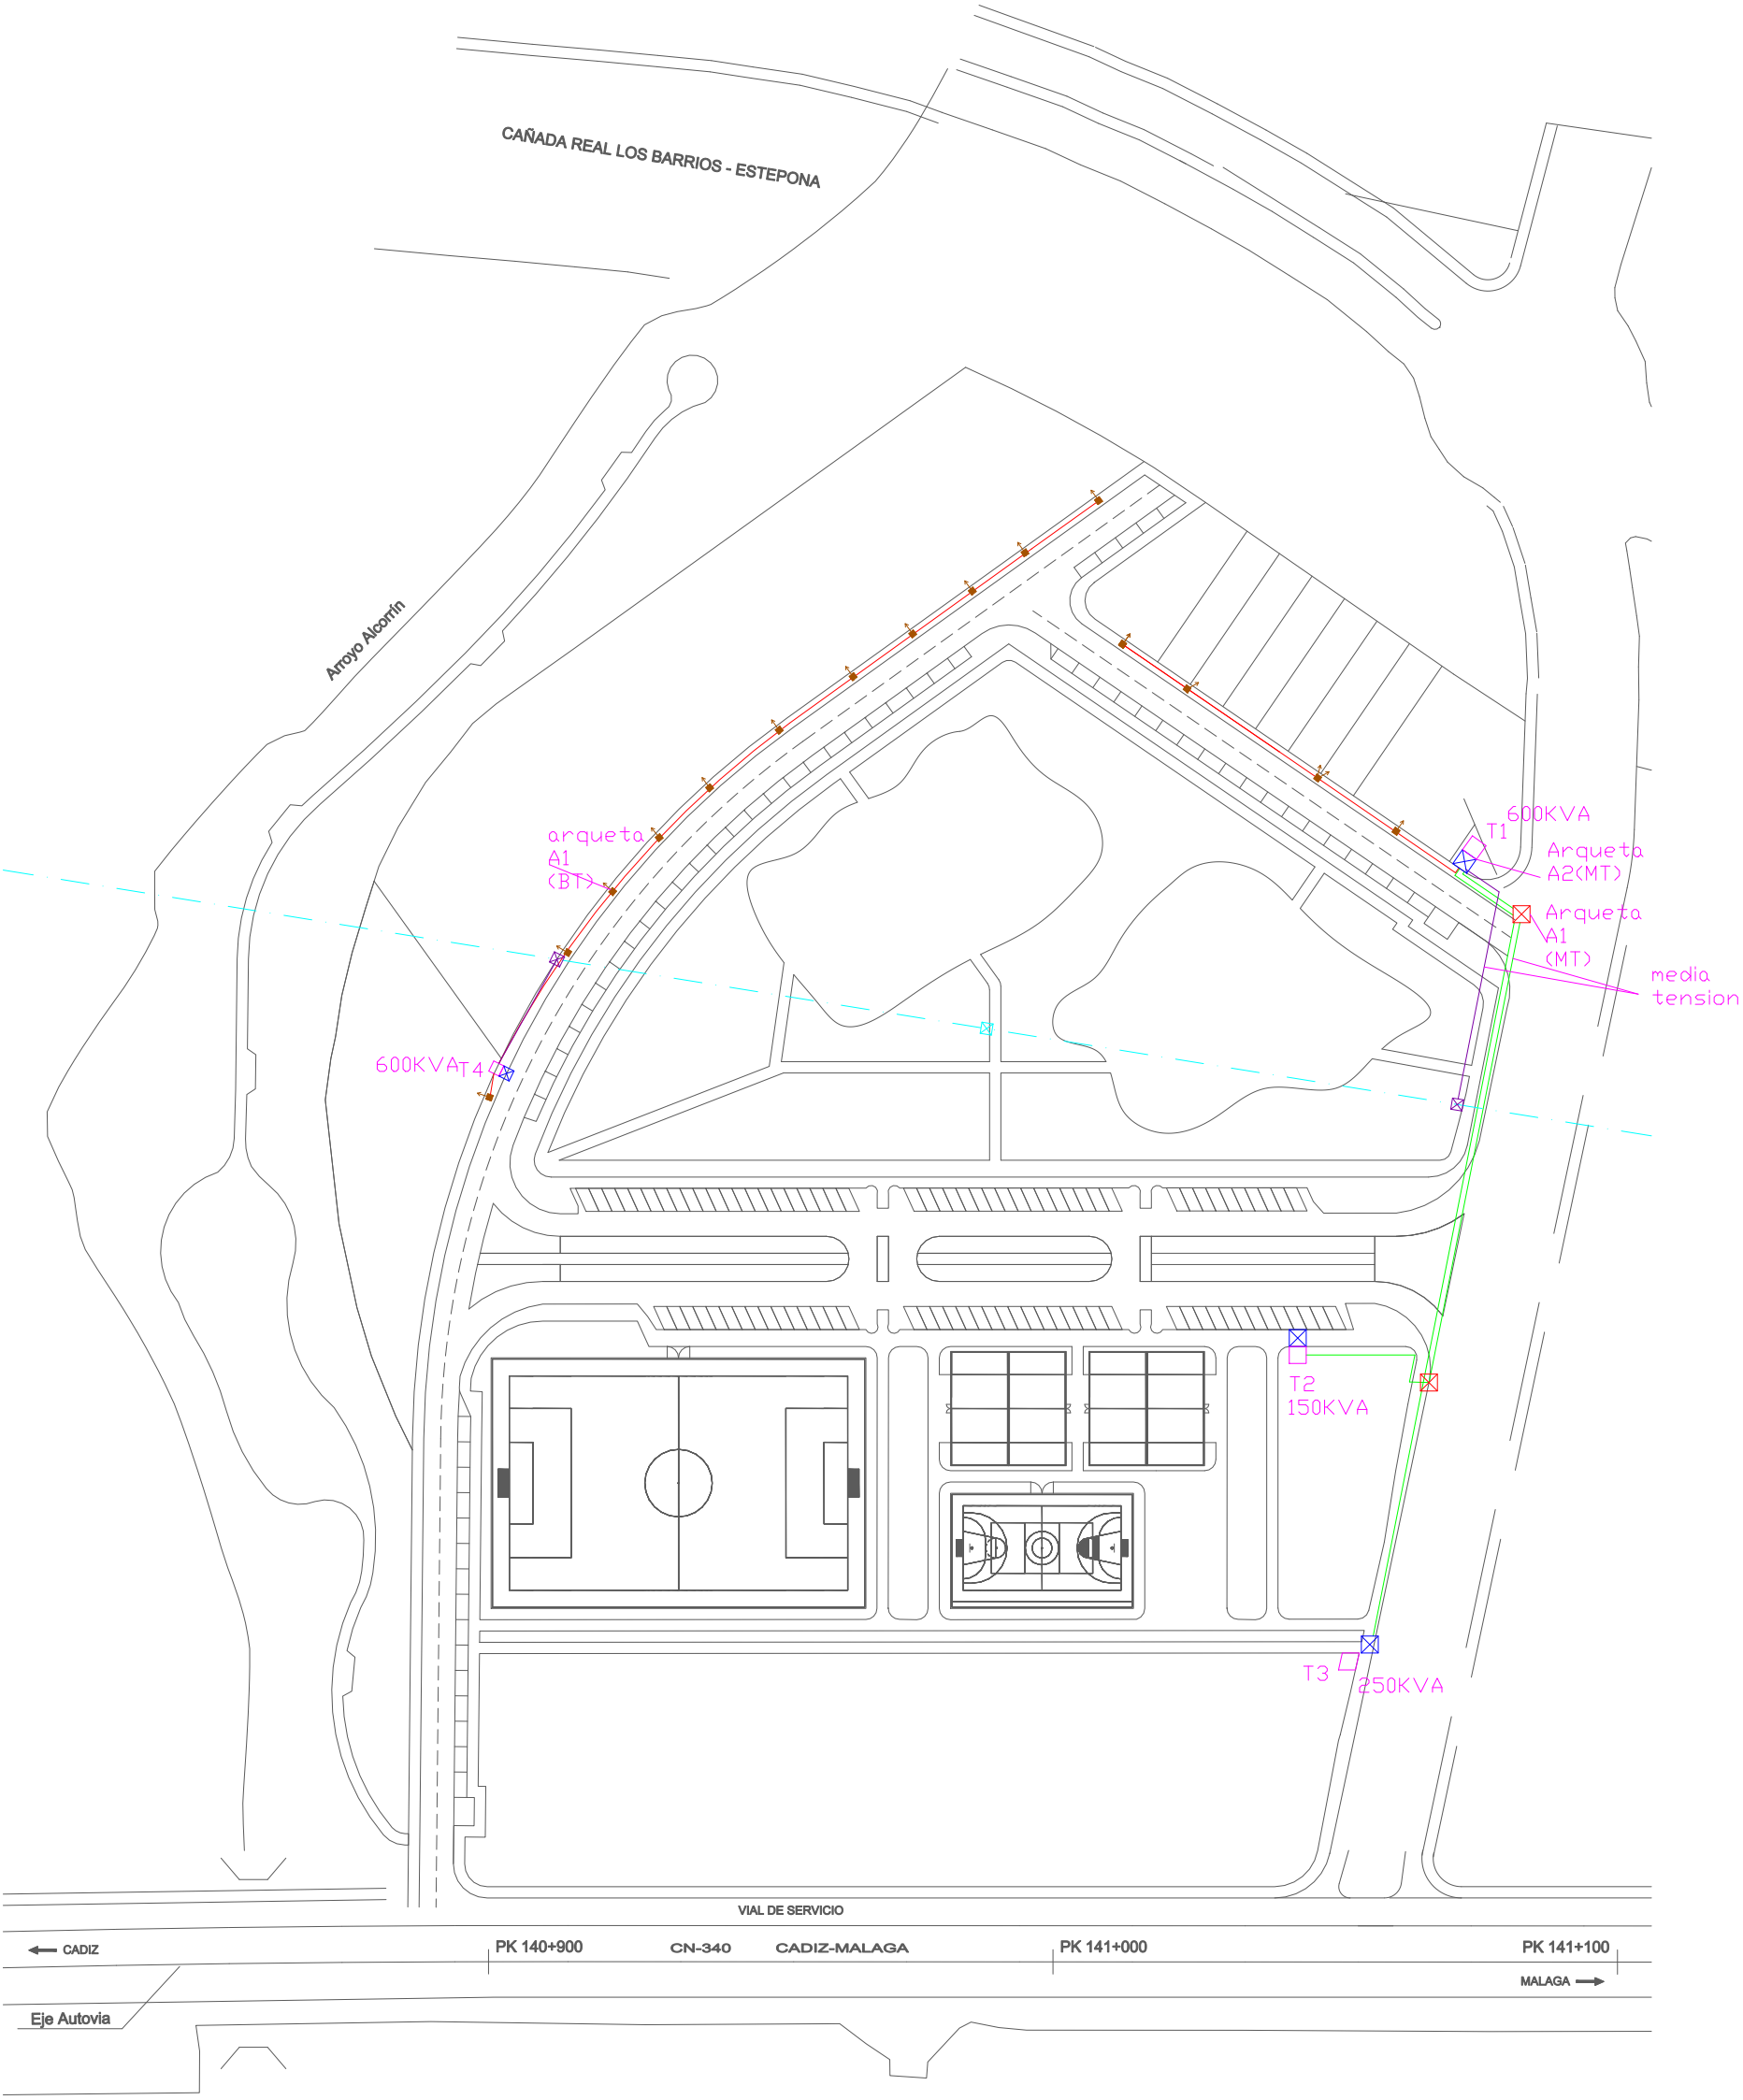 CAÑADA REAL LOS BARRIOS - ESTEPONA
Arroyo Alcorrín
600KVA
T1
arqueta
A1
(BT)
Arqueta
A2(MT)
Arqueta
A1
(MT)
media
tension
600KVA
T4
T2
150KVA
T3
250KVA
VIAL DE SERVICIO
CADIZ
PK 140+900
CN-340
CADIZ-MALAGA
PK 141+000
PK 141+100
MALAGA
Eje Autovia